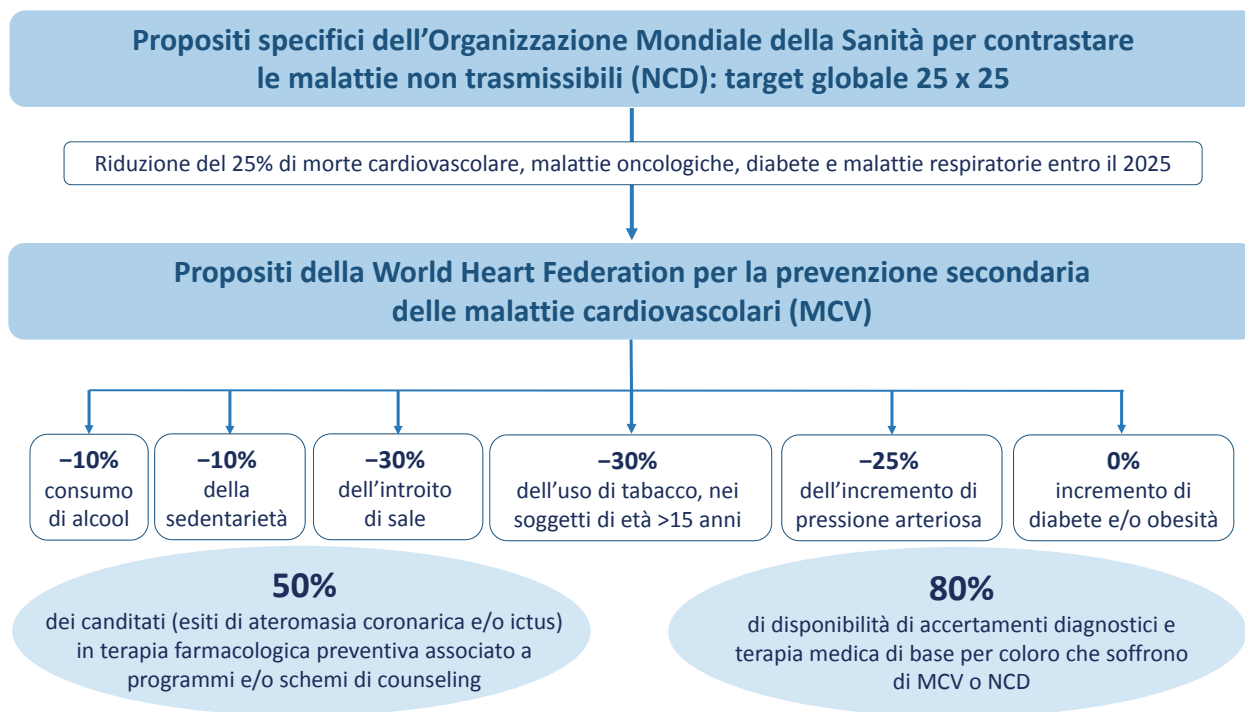 Propositi specifici dell’Organizzazione Mondiale della Sanità per contrastare
le malattie non trasmissibili (NCD): target globale 25 x 25
Riduzione del 25% di morte cardiovascolare, malattie oncologiche, diabete e malattie respiratorie entro il 2025
Propositi della World Heart Federation per la prevenzione secondaria
delle malattie cardiovascolari (MCV)
−10%
consumo
di alcool
−10%
della
sedentarietà
−30%
dell’introito
di sale
−30%
dell’uso di tabacco, nei
soggetti di età >15 anni
−25%
dell’incremento di
pressione arteriosa
0%
incremento di
diabete e/o obesità
50%
dei canditati (esiti di ateromasia coronarica e/o ictus)
in terapia farmacologica preventiva associato a
programmi e/o schemi di counseling
80%
di disponibilità di accertamenti diagnostici e
terapia medica di base per coloro che soffrono
di MCV o NCD